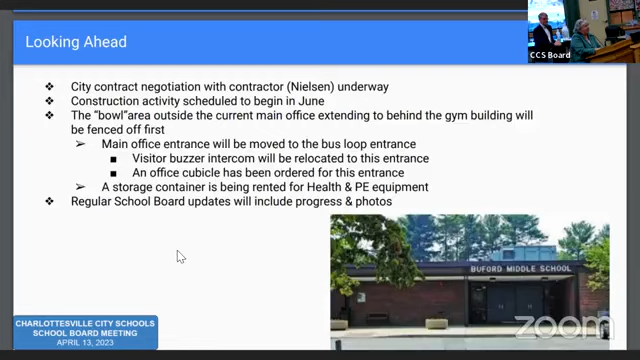 Looking Ahead
CCS Board
❖ City contract negotiation with contractor (Nielsen) underway
❖ Construction activity scheduled to begin in June
❖ The "bowl"area outside the current main office extending to behind the gym building will
be fenced off first
➢ Main office entrance will be moved to the bus loop entrance
■ Visitor buzzer intercom will be relocated to this entrance
■ An office cubicle has been ordered for this entrance
➢ A storage container is being rented for Health & PE equipment
❖ Regular School Board updates will include progress & photos
BUFORD MIDDLE SCHOOL
CHARLOTTESVILLE CITY SCHOOLS
SCHOOL BOARD MEETING
APRIL 13, 2023
zoom